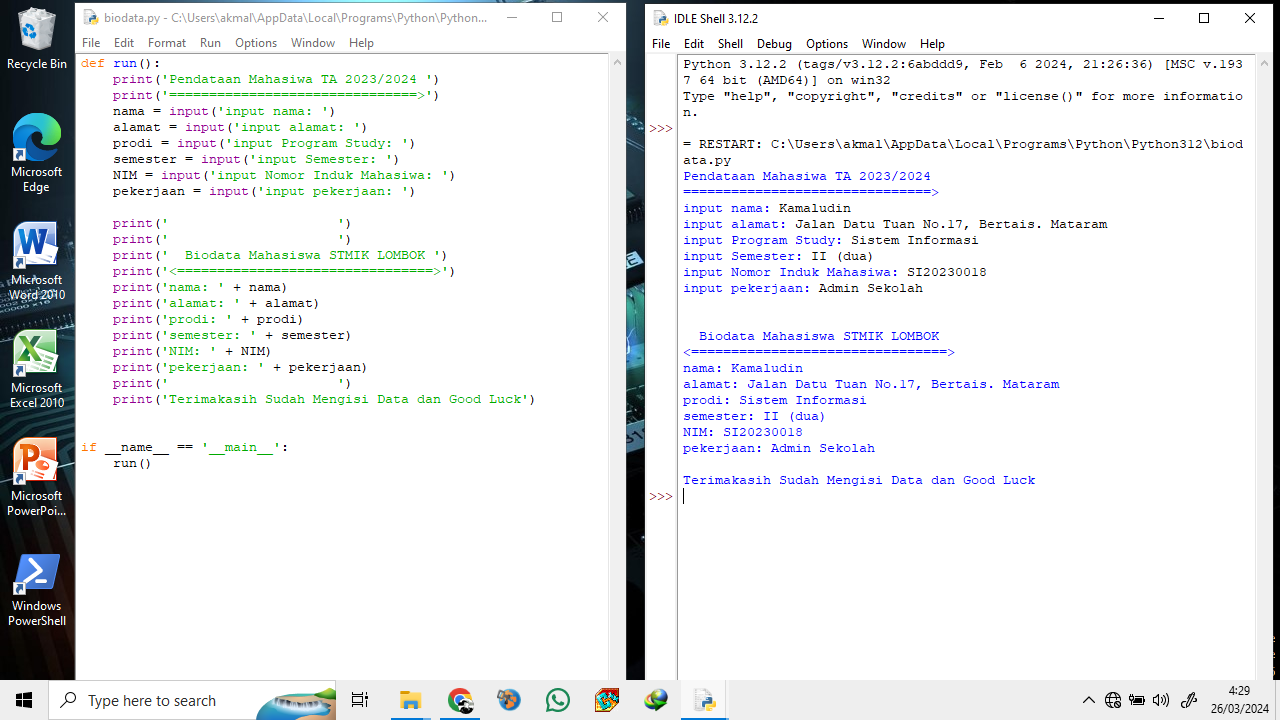 Recycle Bin
Microsoft
Edge
Microsoft
Word 2010
Microsoft
Excel 2010
Microsoft
PowerPoi...
Windows
PowerShell
biodata.py - C:\Users\akmal\AppData\Local\Programs\Python\Python...
File Edit Format Run Options Window Help
def run():
    print('Pendataan Mahasiwa TA 2023/2024 ')
    print('===============================>')
    nama = input('input nama: ')
    alamat = input('input alamat: ')
    prodi = input('input Program Study: ')
    semester = input('input Semester: ')
    NIM = input('input Nomor Induk Mahasiwa: ')
    pekerjaan = input('input pekerjaan: ')
    print('                     ')
    print('                     ')
    print('  Biodata Mahasiswa STMIK LOMBOK ')
    print('<================================>')
    print('nama: ' + nama)
    print('alamat: ' + alamat)
    print('prodi: ' + prodi)
    print('semester: ' + semester)
    print('NIM: ' + NIM)
    print('pekerjaan: ' + pekerjaan)
    print('                     ')
    print('Terimakasih Sudah Mengisi Data dan Good Luck')
if __name__ == '__main__':
    run()
IDLE Shell 3.12.2
File Edit Shell Debug Options Window Help
Python 3.12.2 (tags/v3.12.2:6abddd9, Feb  6 2024, 21:26:36) [MSC v.193
7 64 bit (AMD64)] on win32
Type "help", "copyright", "credits" or "license()" for more informatio
n.
>>>
= RESTART: C:\Users\akmal\AppData\Local\Programs\Python\Python312\biod
ata.py
Pendataan Mahasiwa TA 2023/2024
===============================>
input nama: Kamaludin
input alamat: Jalan Datu Tuan No.17, Bertais. Mataram
input Program Study: Sistem Informasi
input Semester: II (dua)
input Nomor Induk Mahasiwa: SI20230018
input pekerjaan: Admin Sekolah
  Biodata Mahasiswa STMIK LOMBOK
<================================>
nama: Kamaludin
alamat: Jalan Datu Tuan No.17, Bertais. Mataram
prodi: Sistem Informasi
semester: II (dua)
NIM: SI20230018
pekerjaan: Admin Sekolah
Terimakasih Sudah Mengisi Data dan Good Luck
>>>
Type here to search
4:29
26/03/2024